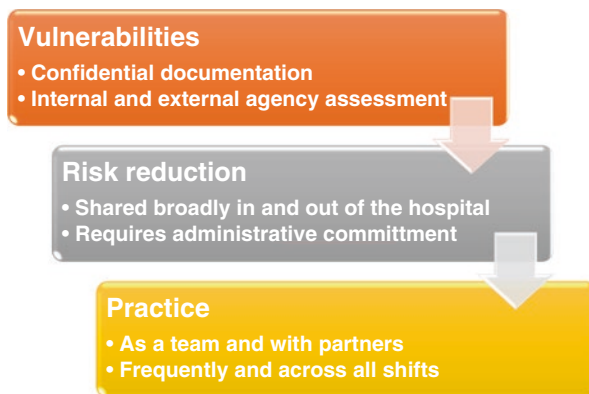 Vulnerabilities
• Confidential documentation
• Internal and external agency assessment
Risk reduction
• Shared broadly in and out of the hospital
• Requires administrative committment
Practice
• As a team and with partners
• Frequently and across all shifts